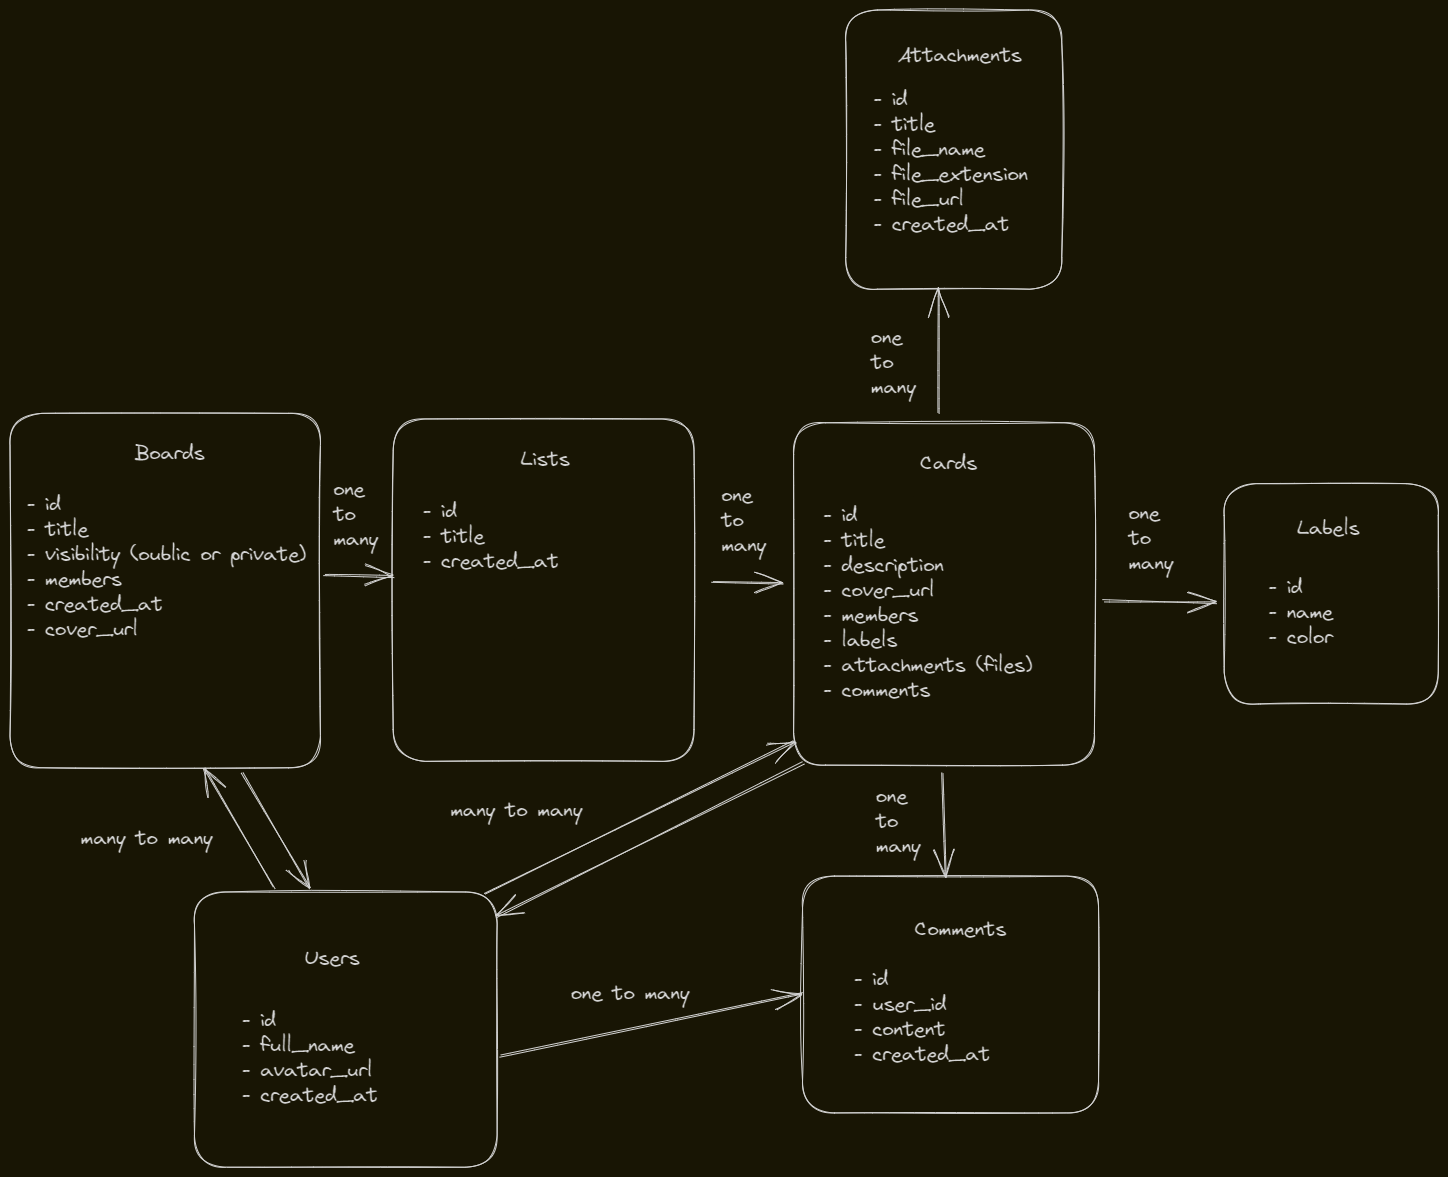 Attachments
- id
- title
- file_name
- file_extension
- file_url
- created_at
one
to
many
Boards
- id
- title
- visibility (oublic or private)
- members
- created_at
- cover_url
one
to
many
Lists
- id
- title
- created_at
one
to
many
Cards
- id
- title
- description
- cover_url
- members
- labels
- attachments (files)
- comments
one
to
many
Labels
- id
- name
- color
many to many
many to many
one
to
many
Users
- id
- full_name
- avatar_url
- created_at
one to many
Comments
- id
- user_id
- content
- created_at